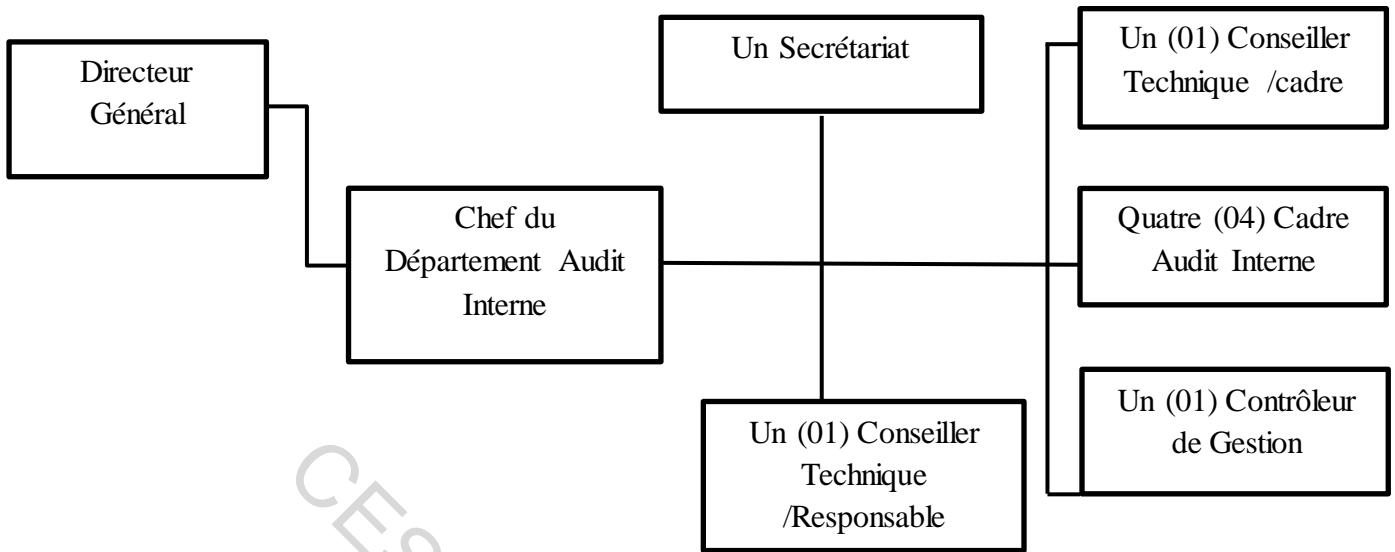 Directeur
Général
Chef du
Département Audit
Interne
Un Secrétariat
Un (01) Conseiller
Technique
/Responsable
Un (01) Conseiller
Technique /cadre
Quatre (04) Cadre
Audit Interne
Un (01) Contrôleur
de Gestion